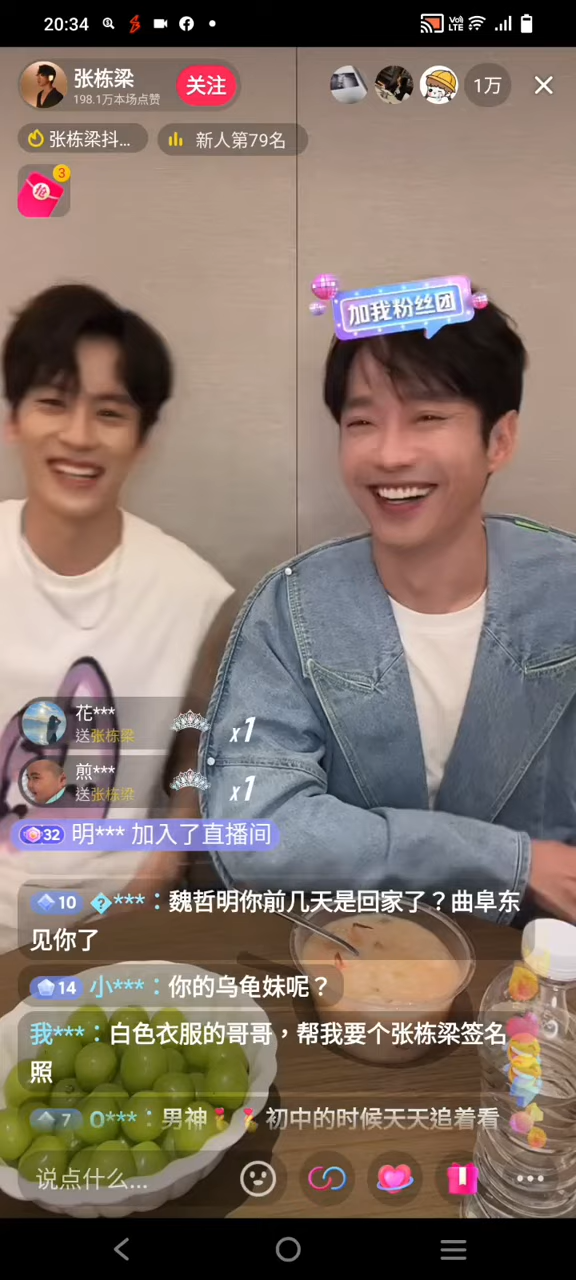 20:34
VoLTE
张栋梁
198.1万本场点赞
关注
1万
张栋梁抖...
新人第79名
3
抢
加我粉丝团
花***
送张栋梁
x1
煎***
送张栋梁
x1
32 明*** 加入了直播间
10 �***：魏哲明你前几天是回家了？曲阜东
见你了
14 小***：你的乌龟妹呢？
我***：白色衣服的哥哥，帮我要个张栋梁签名
照
7 O***：男神 初中的时候天天追着看
说点什么...